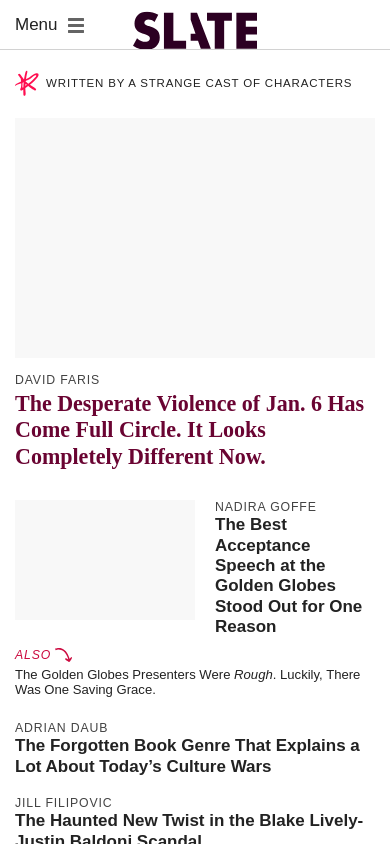 Menu
SLATE
WRITTEN BY A STRANGE CAST OF CHARACTERS
DAVID FARIS
The Desperate Violence of Jan. 6 Has
Come Full Circle. It Looks
Completely Different Now.
NADIRA GOFFE
The Best
Acceptance
Speech at the
Golden Globes
Stood Out for One
Reason
ALSO
The Golden Globes Presenters Were Rough. Luckily, There
Was One Saving Grace.
ADRIAN DAUB
The Forgotten Book Genre That Explains a
Lot About Today’s Culture Wars
JILL FILIPOVIC
The Haunted New Twist in the Blake Lively-
Justin Baldoni Scandal